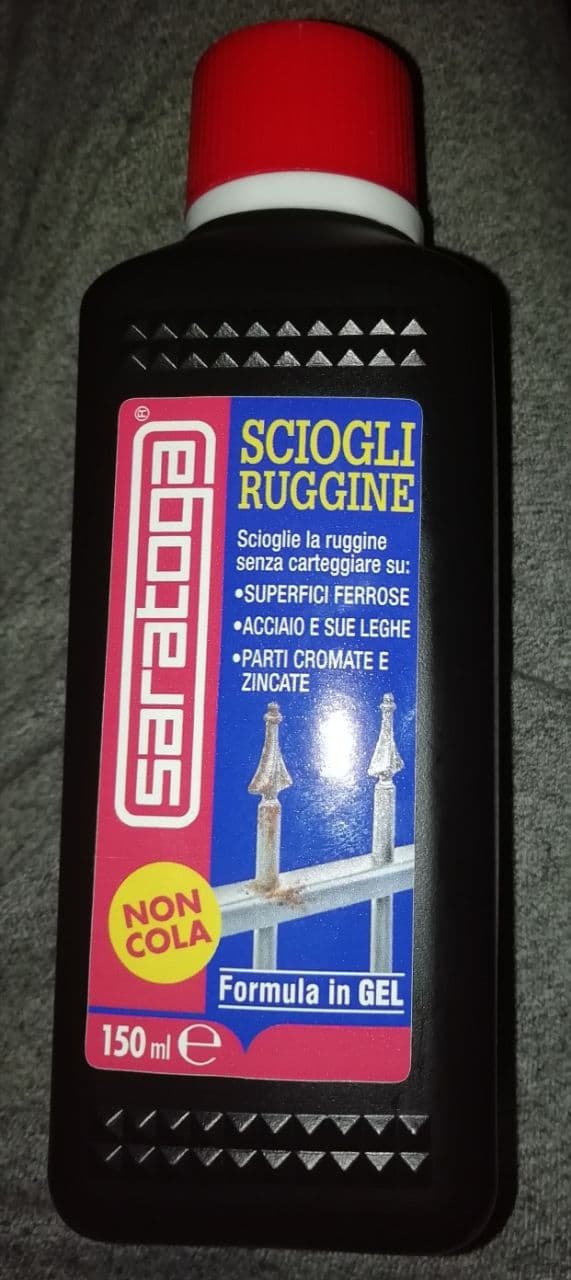 saratoga®
SCIOGLI
RUGGINE
Scioglie la ruggine
senza carteggiare su:
•SUPERFICI FERROSE
•ACCIAIO E SUE LEGHE
•PARTI CROMATE E
ZINCATE
NON
COLA
Formula in GEL
150 ml ℮